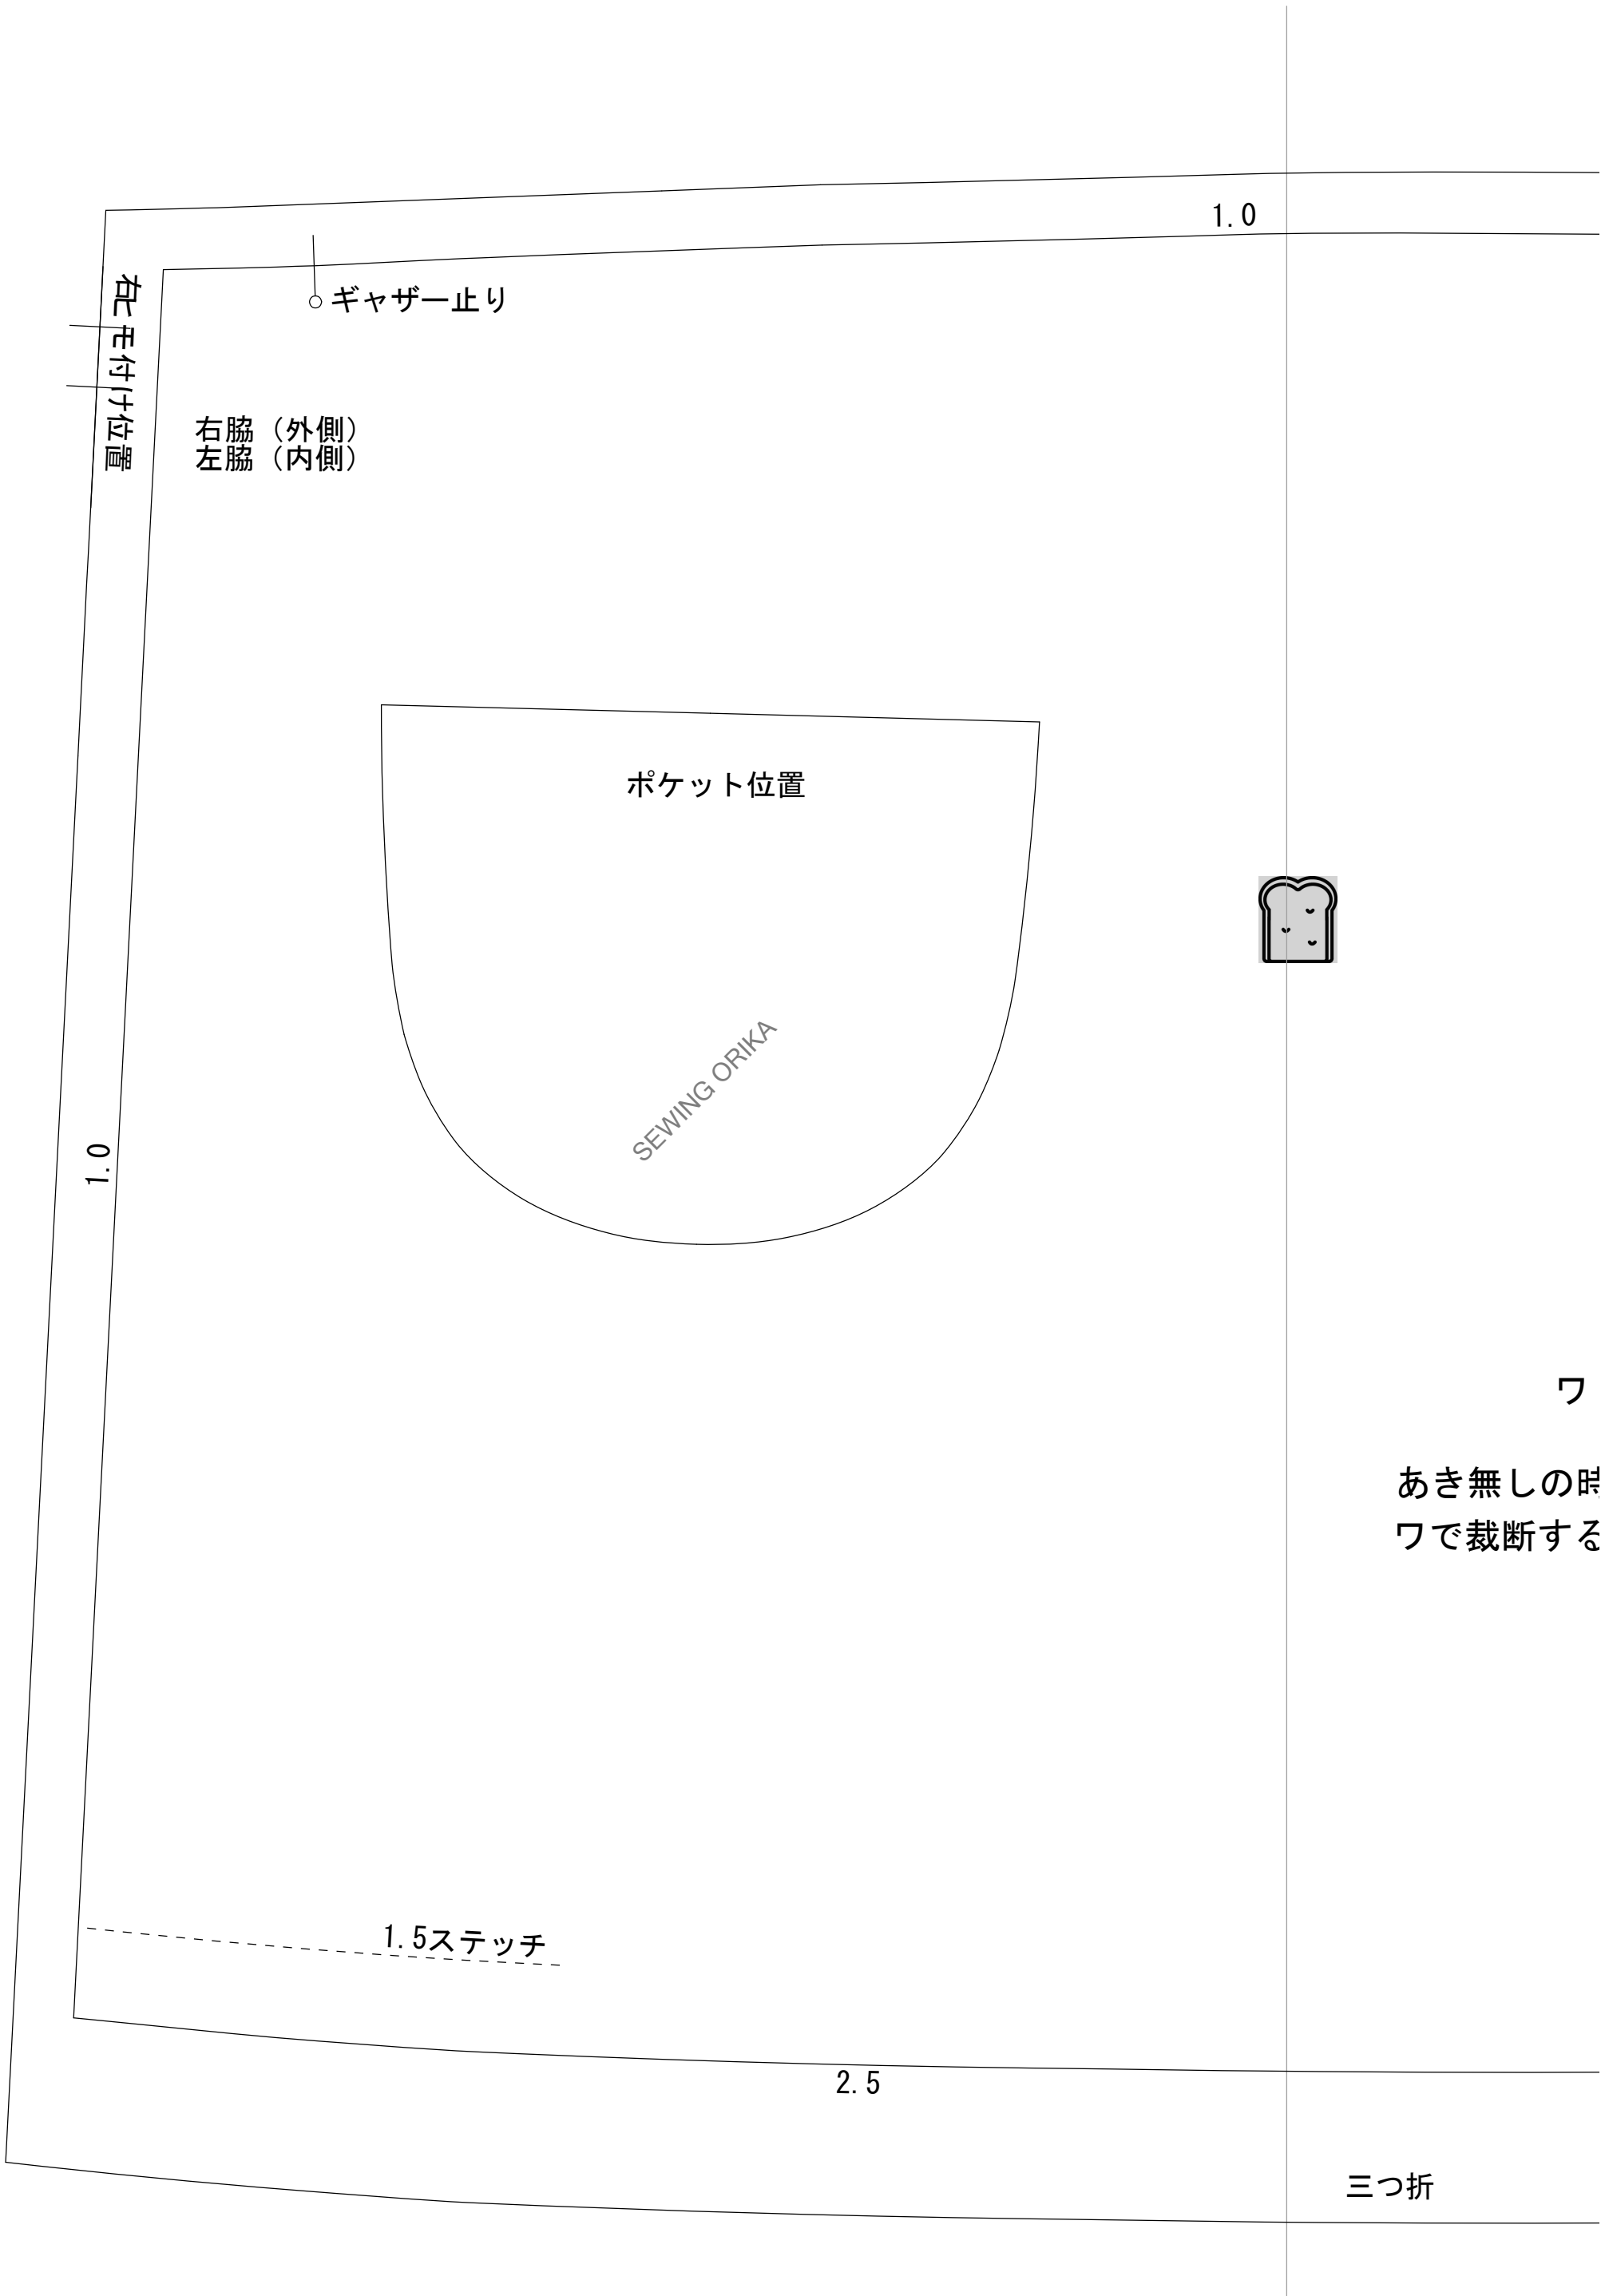 1.0
右ヒモ付け位置
ギャザー止り
右脇（外側）
左脇（内側）
ポケット位置
SEWING ORIKA
1.0
ワ
あき無しの時
ワで裁断する
1.5ステッチ
2.5
三つ折